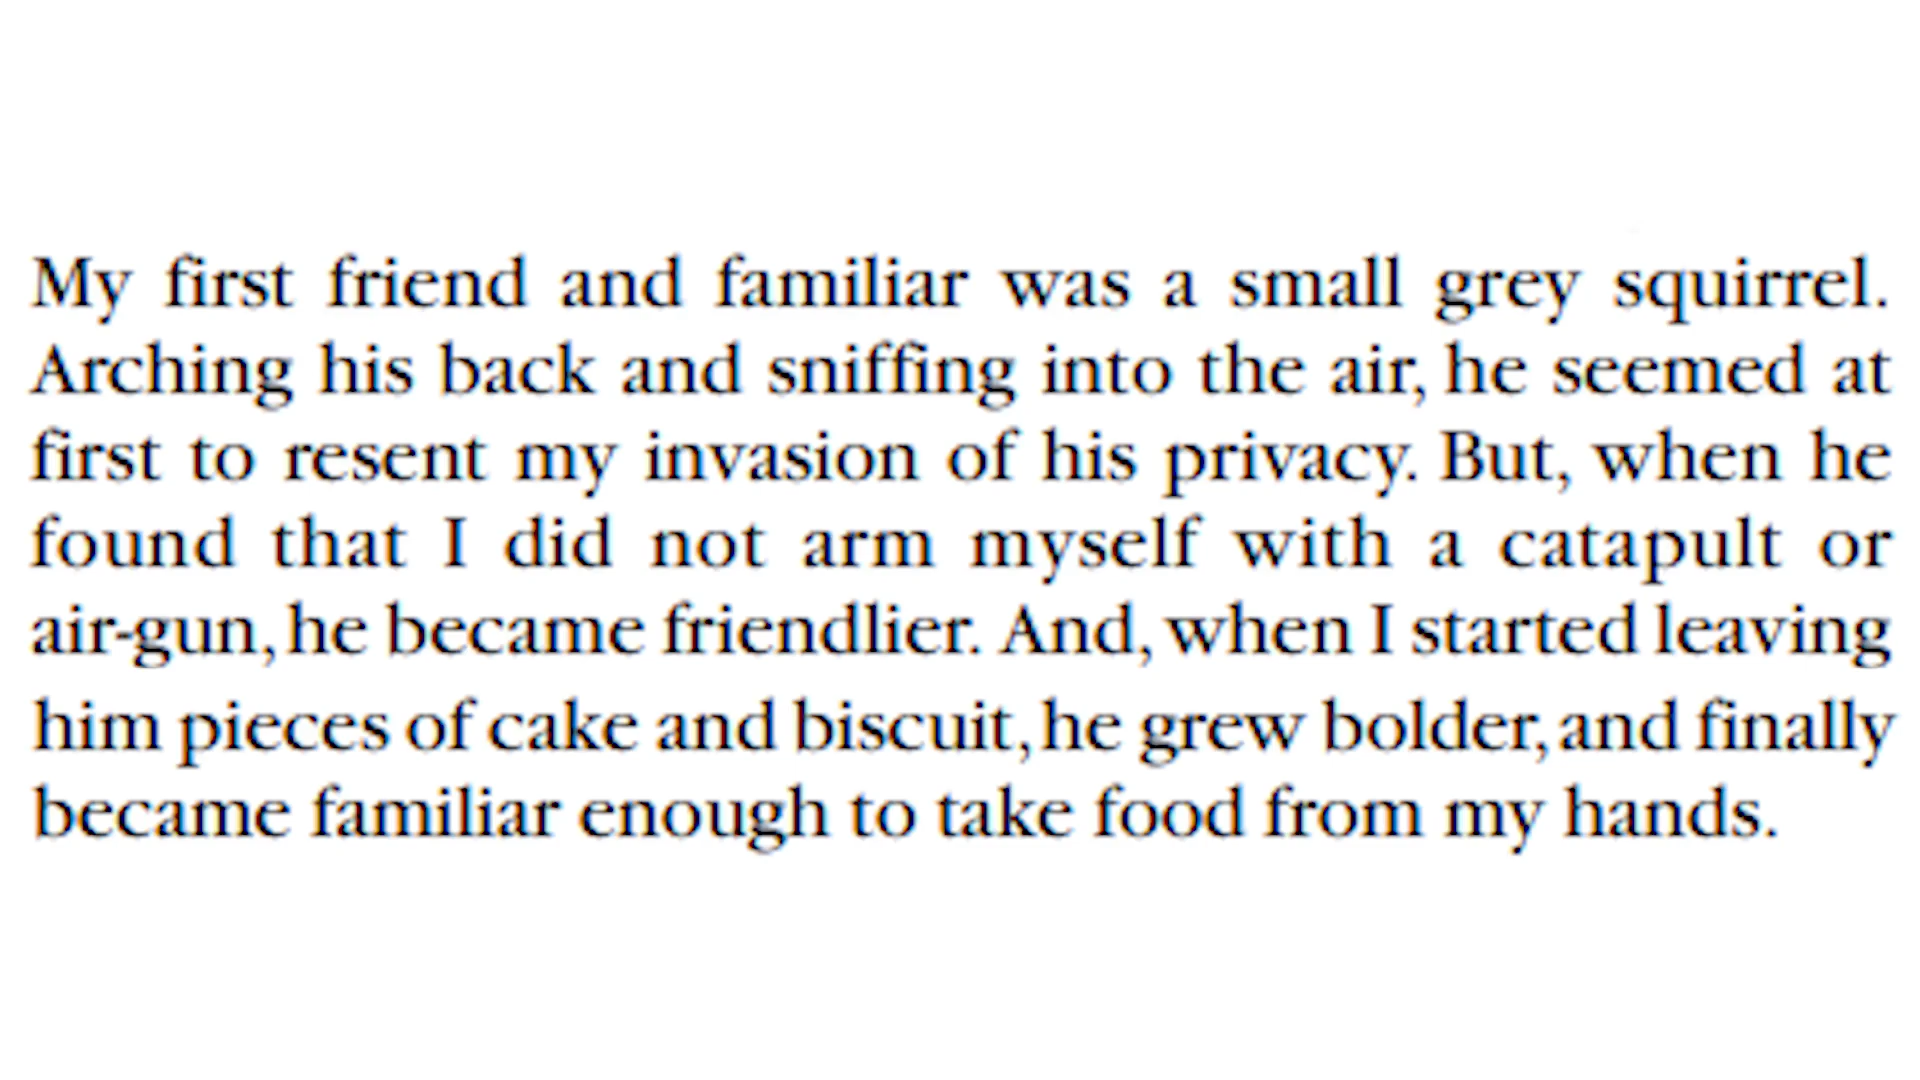 My first friend and familiar was a small grey squirrel.
Arching his back and sniffing into the air, he seemed at
first to resent my invasion of his privacy. But, when he
found that I did not arm myself with a catapult or
air-gun, he became friendlier. And, when I started leaving
him pieces of cake and biscuit, he grew bolder, and finally
became familiar enough to take food from my hands.